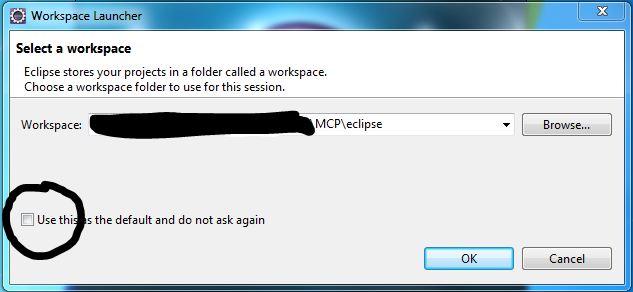 Workspace Launcher
Select a workspace
Eclipse stores your projects in a folder called a workspace.
Choose a workspace folder to use for this session.
Workspace: MCP\eclipse Browse...
Use this as the default and do not ask again
OK Cancel